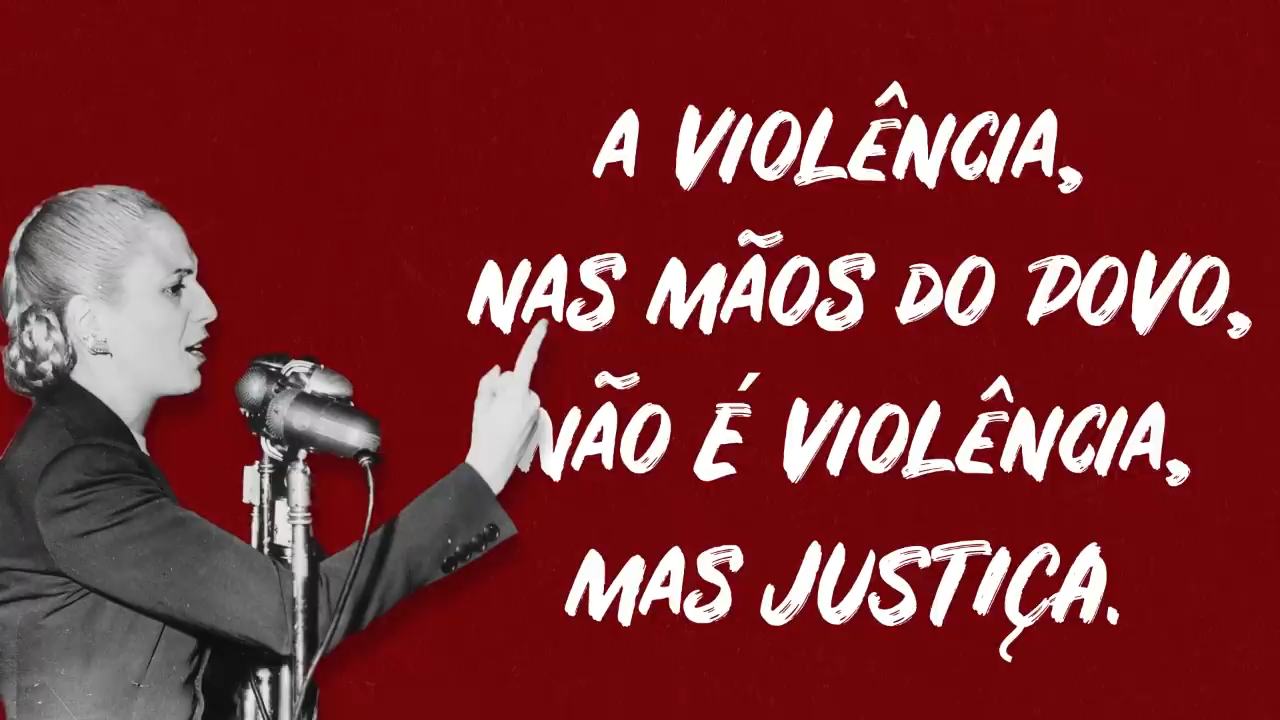 A VIOLÊNCIA,
NAS MÃOS DO POVO,
NÃO É VIOLÊNCIA,
MAS JUSTIÇA.